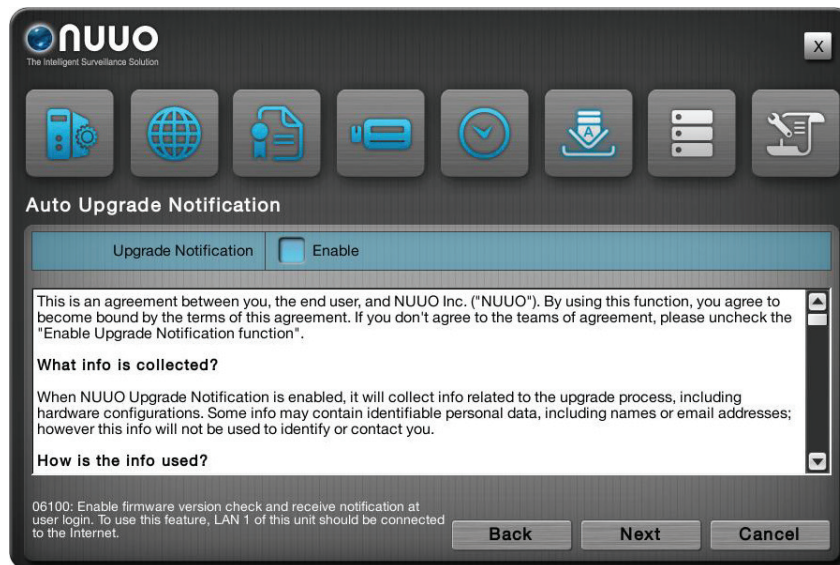 nuuo
The Intelligent Surveillance Solution
X
A
Auto Upgrade Notification
Upgrade Notification
Enable
This is an agreement between you, the end user, and NUUO Inc. ("NUUO"). By using this function, you agree to
become bound by the terms of this agreement. If you don't agree to the teams of agreement, please uncheck the
"Enable Upgrade Notification function".
What info is collected?
When NUUO Upgrade Notification is enabled, it will collect info related to the upgrade process, including
hardware configurations. Some info may contain identifiable personal data, including names or email addresses;
however this info will not be used to identify or contact you.
How is the info used?
06100: Enable firmware version check and receive notification at
user login. To use this feature, LAN 1 of this unit should be connected
to the Internet.
Back
Next
Cancel